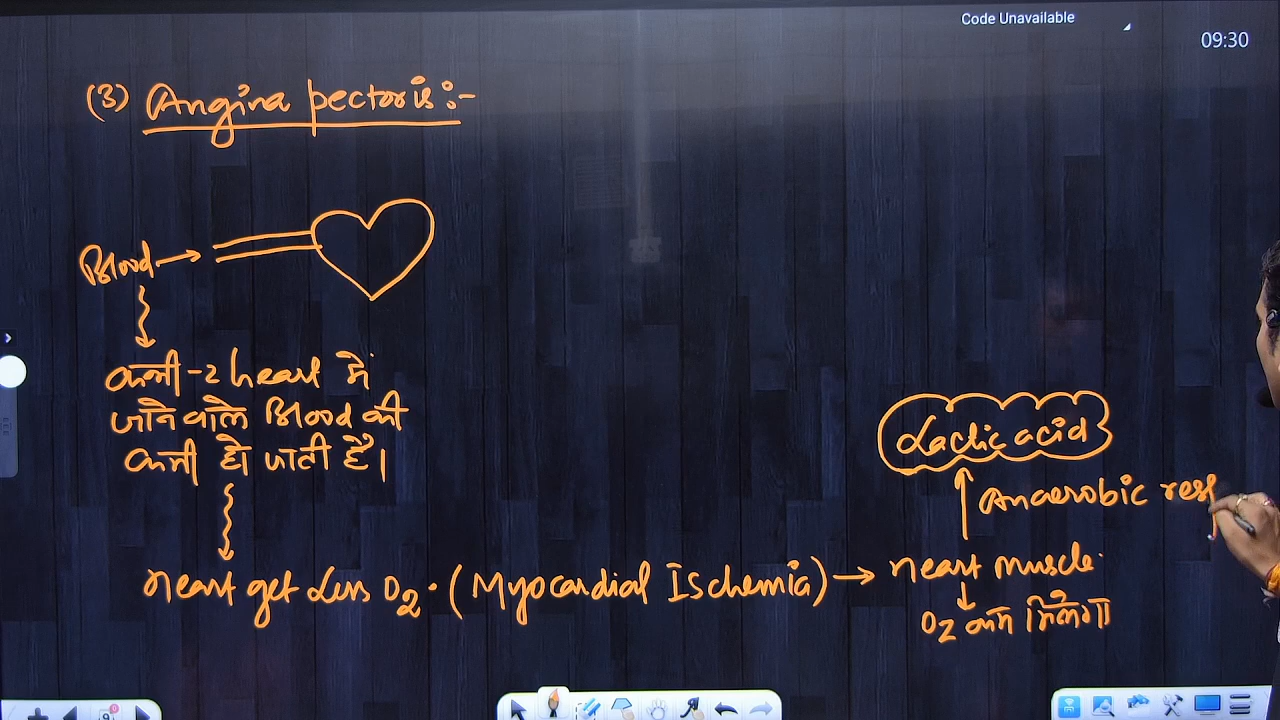 Code Unavailable
09:30
(3) Angina pectoris :-
Blood →
कभी-2 heart में
जाने वाले Blood की
कमी हो जाती है।
Heart get Less O2. (Myocardial Ischemia) → Heart muscle.
O2 कम मिलेगा
Lactic acid
Anaerobic resp